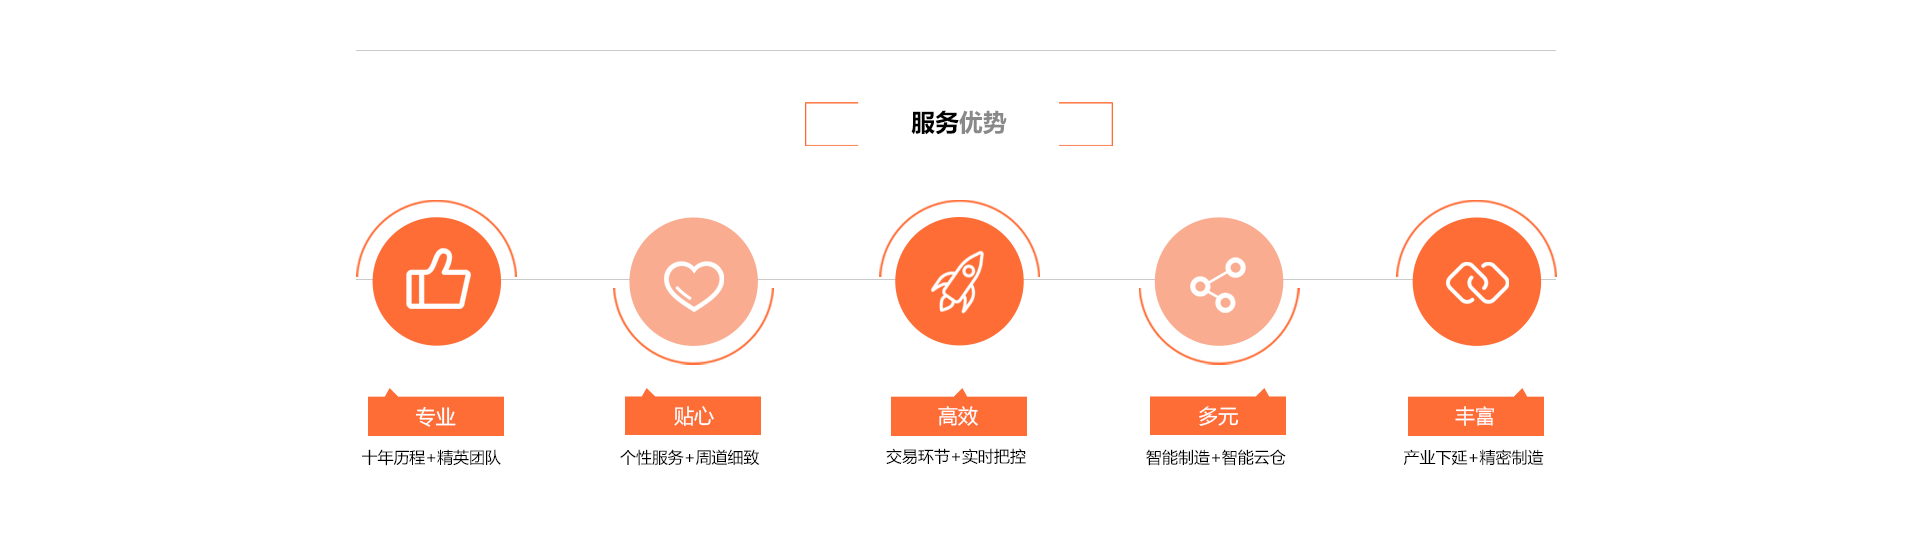 服务优势
专业
贴心
高效
多元
丰富
十年历程+精英团队
个性服务+周道细致
交易环节+实时把控
智能制造+智能云仓
产业下延+精密制造